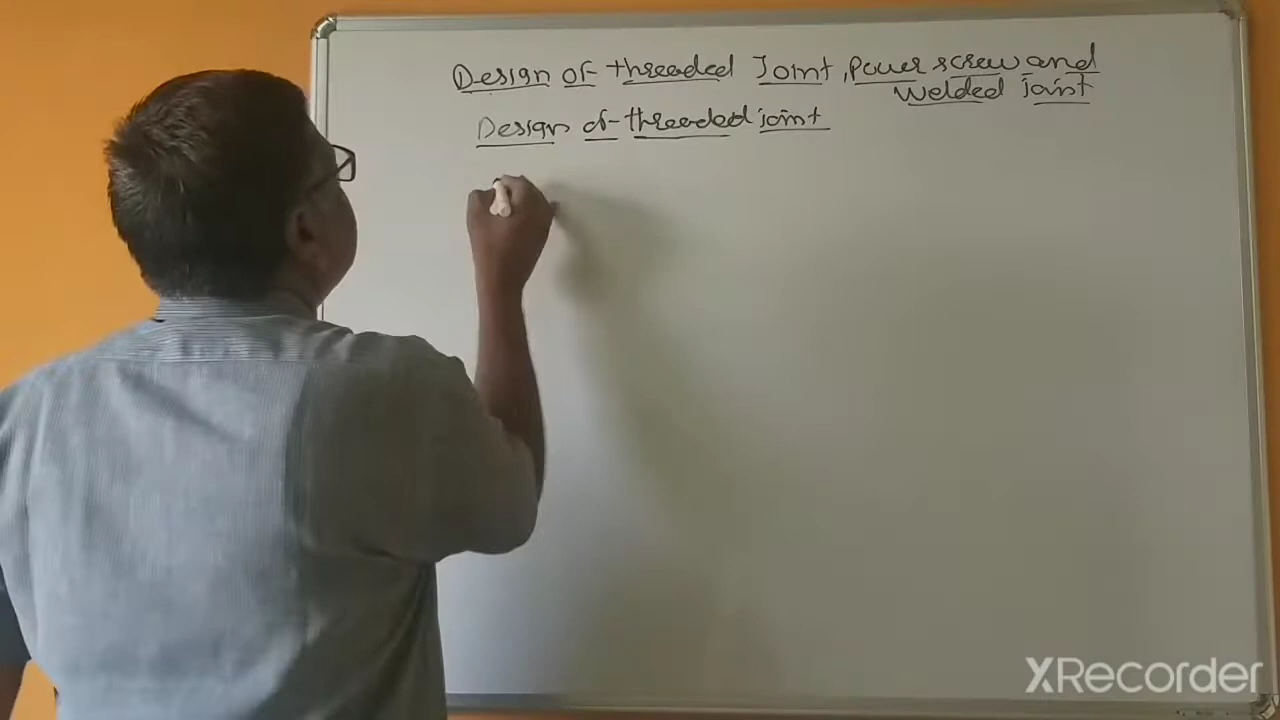 Design of threaded Joint, Power screw and
Welded joint
Design of threaded joint
XRecorder